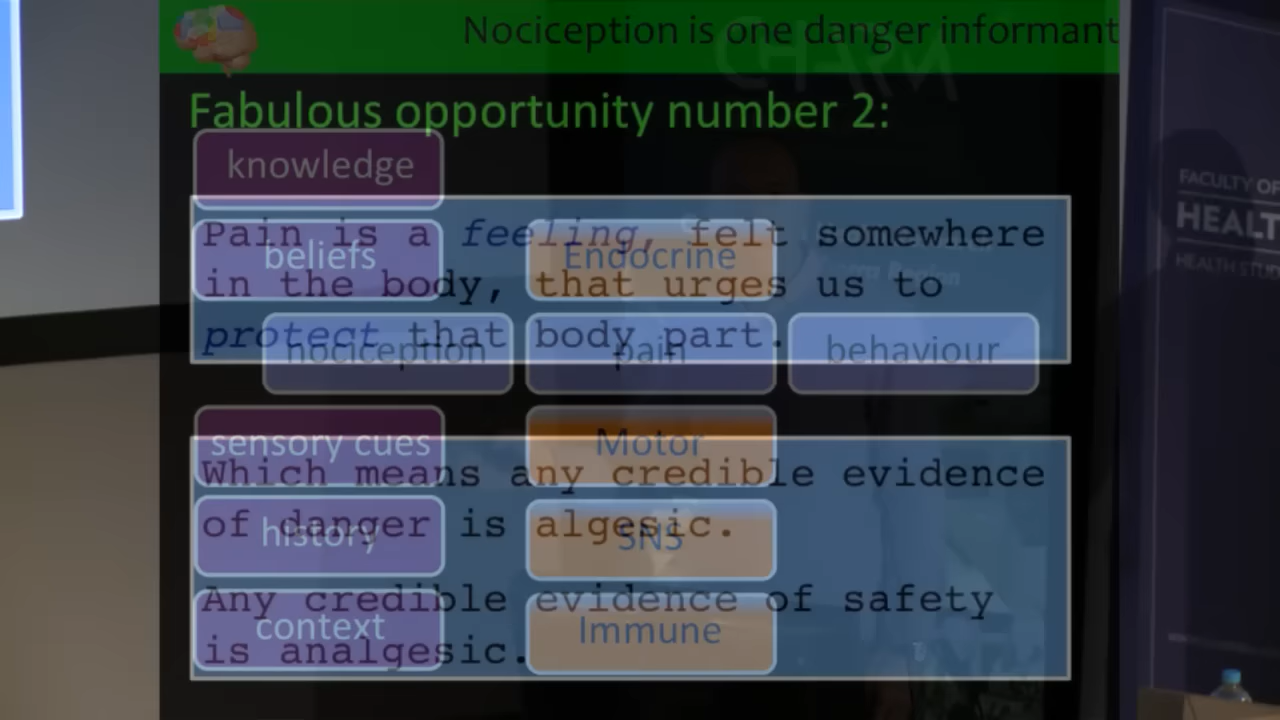 Nociception is one danger informant
CHARM
Fabulous opportunity number 2:
knowledge
Pain is a feeling, felt somewhere
in the body, that urges us to
protect that body part.
beliefs
Endocrine
nociception
pain
behaviour
sensory cues
Motor
Which means any credible evidence
of danger is algesic.
history
SNS
Any credible evidence of safety
is analgesic.
context
Immune
FACULTY OF
HEALT
HEALTH STUD